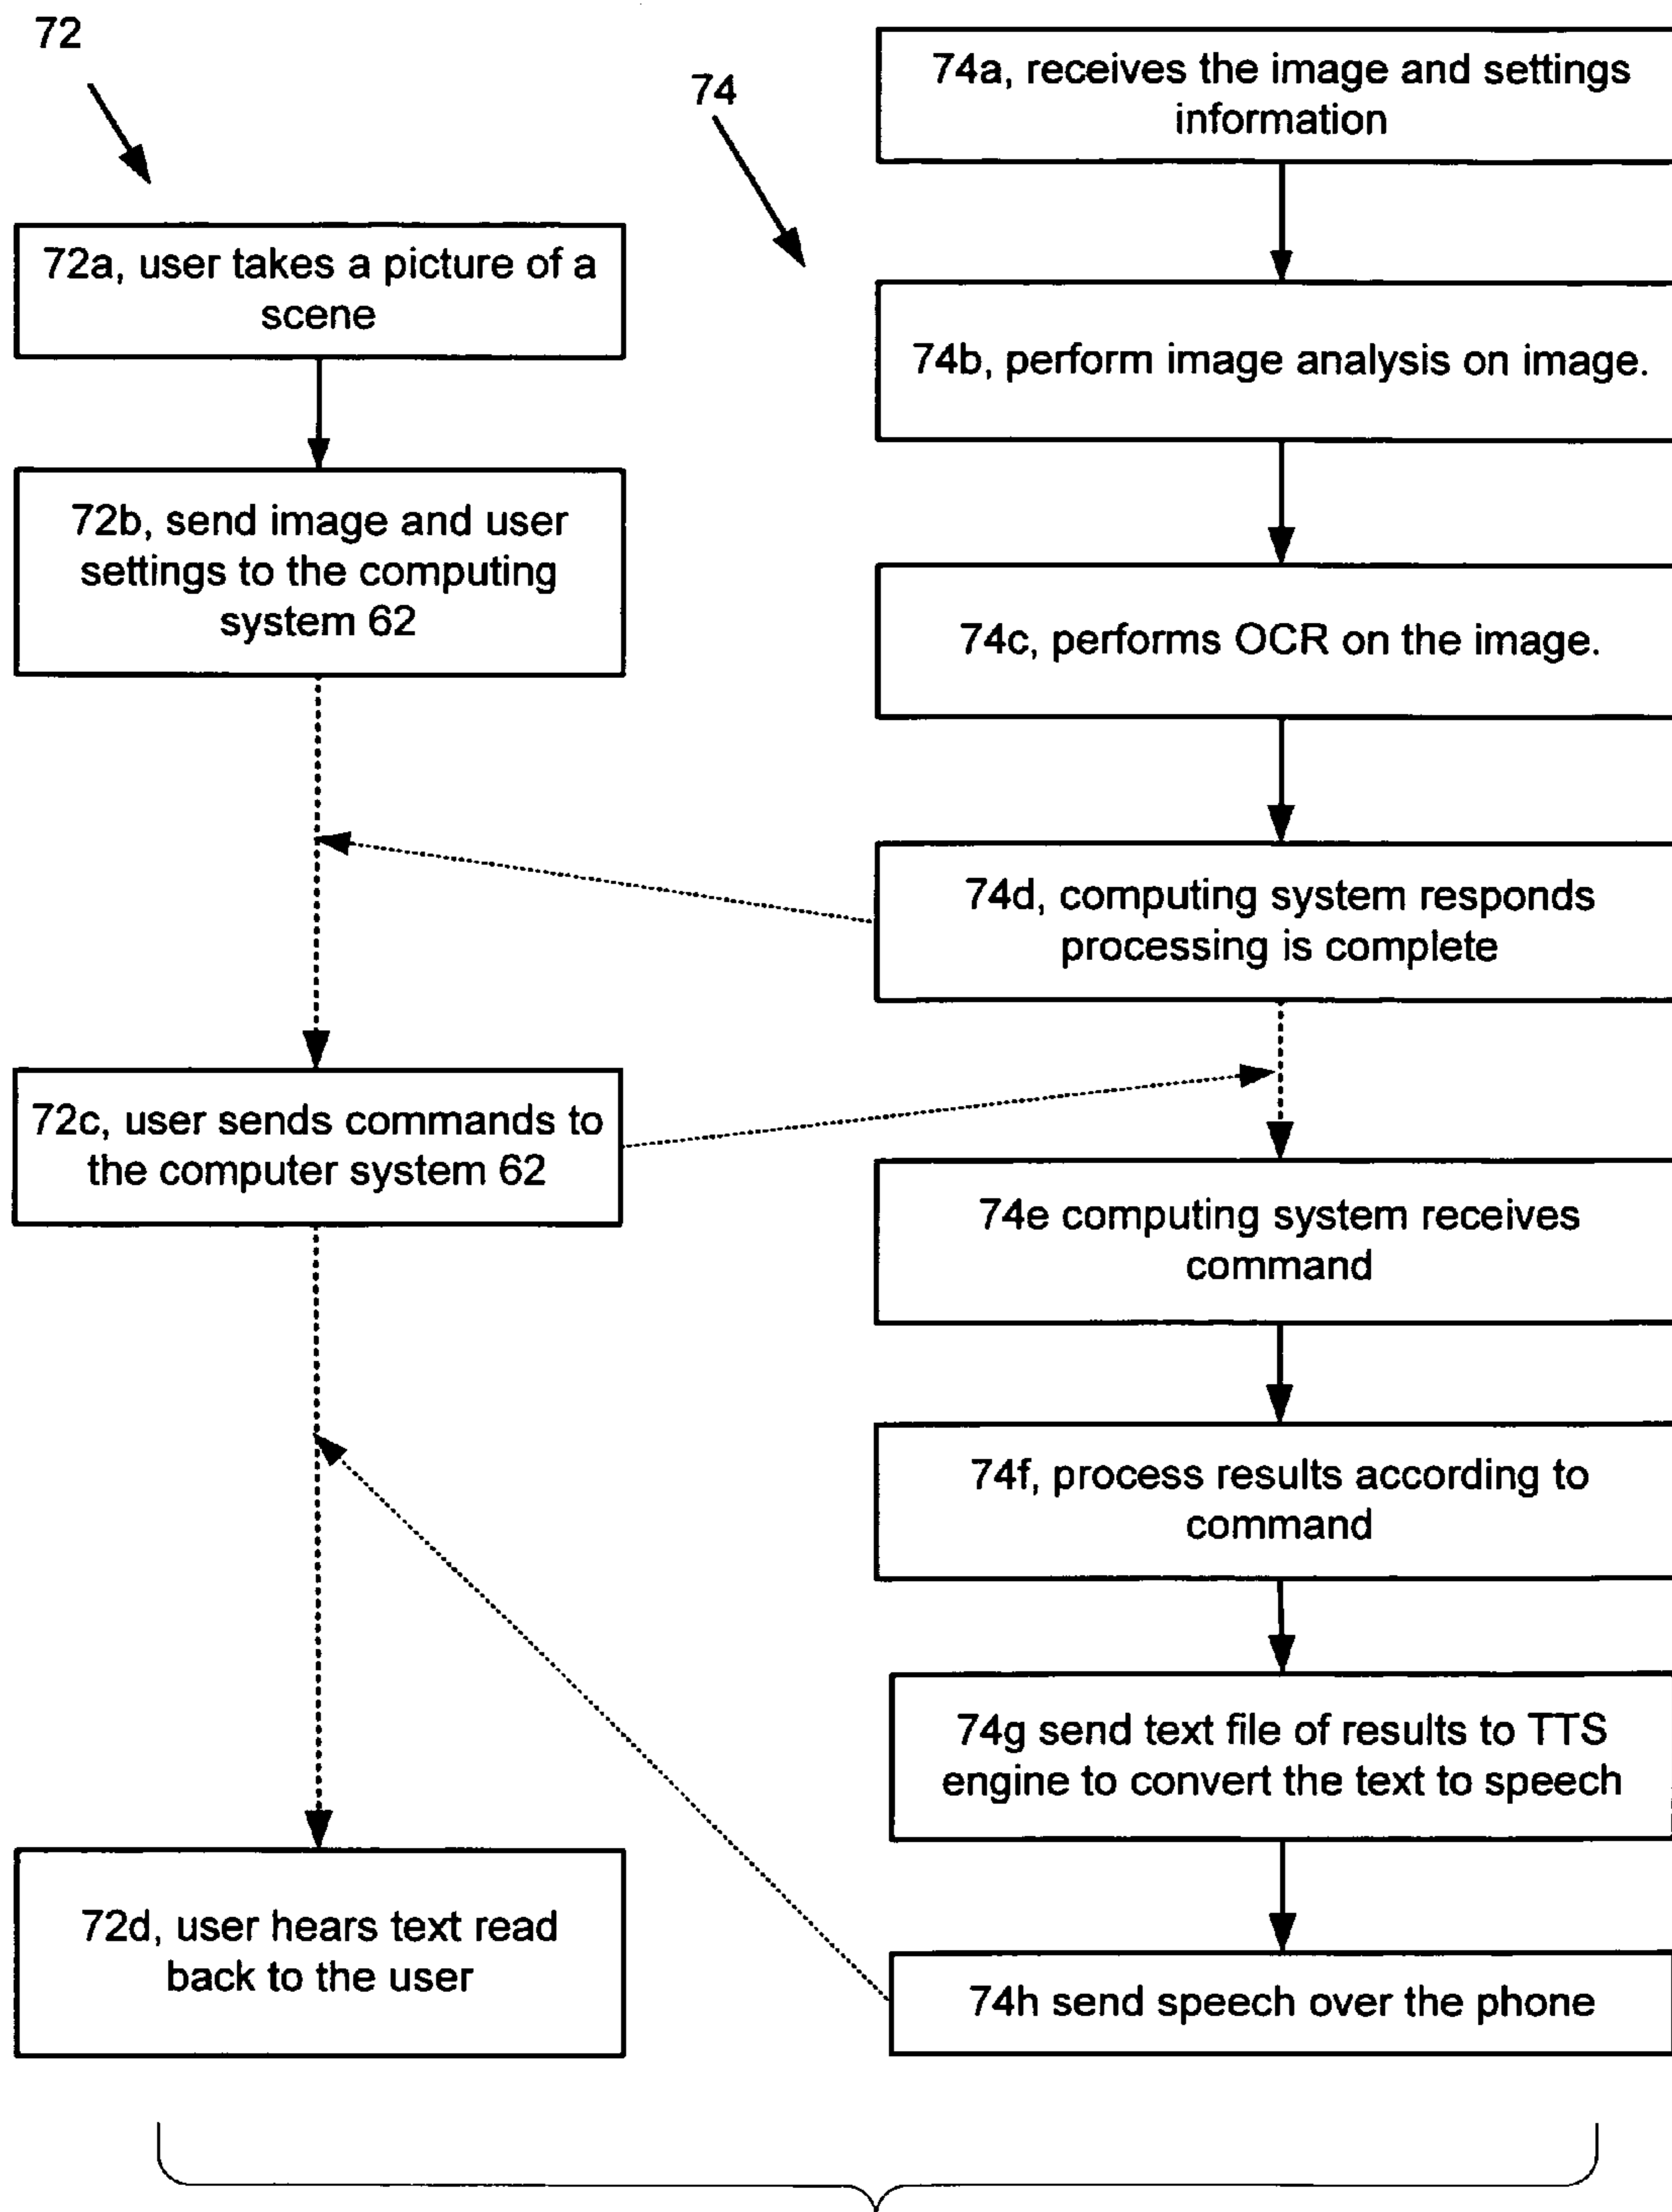 72
72a, user takes a picture of a
scene
72b, send image and user
settings to the computing
system 62
72c, user sends commands to
the computer system 62
72d, user hears text read
back to the user
74
74a, receives the image and settings
information
74b, perform image analysis on image.
74c, performs OCR on the image.
74d, computing system responds
processing is complete
74e computing system receives
command
74f, process results according to
command
74g send text file of results to TTS
engine to convert the text to speech
74h send speech over the phone